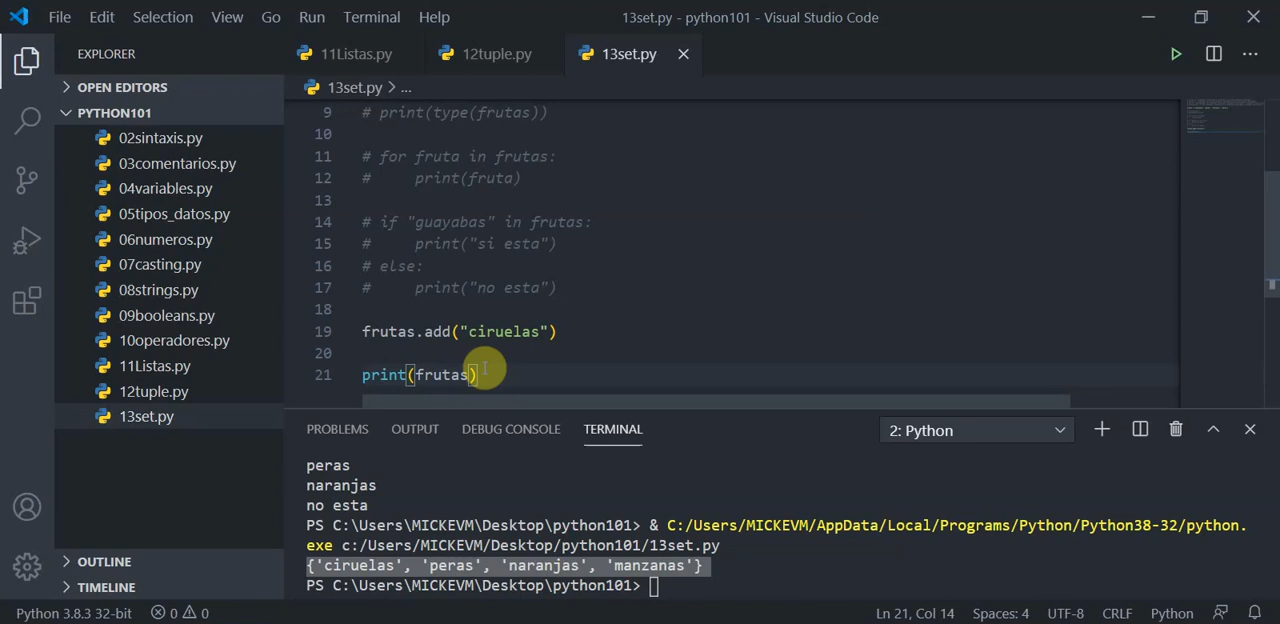 File Edit Selection View Go Run Terminal Help 13set.py - python101 - Visual Studio Code
EXPLORER
OPEN EDITORS
PYTHON101
02sintaxis.py
03comentarios.py
04variables.py
05tipos_datos.py
06numeros.py
07casting.py
08strings.py
09booleans.py
10operadores.py
11Listas.py
12tuple.py
13set.py
OUTLINE
TIMELINE
11Listas.py 12tuple.py 13set.py
13set.py > ...
9 # print(type(frutas))
10
11 # for fruta in frutas:
12 #     print(fruta)
13
14 # if "guayabas" in frutas:
15 #     print("si esta")
16 # else:
17 #     print("no esta")
18
19 frutas.add("ciruelas")
20
21 print(frutas)
PROBLEMS OUTPUT DEBUG CONSOLE TERMINAL 2: Python
peras
naranjas
no esta
PS C:\Users\MICKEVM\Desktop\python101> & C:/Users/MICKEVM/AppData/Local/Programs/Python/Python38-32/python.
exe c:/Users/MICKEVM/Desktop/python101/13set.py
{'ciruelas', 'peras', 'naranjas', 'manzanas'}
PS C:\Users\MICKEVM\Desktop\python101>
Python 3.8.3 32-bit 0 0 Ln 21, Col 14 Spaces: 4 UTF-8 CRLF Python